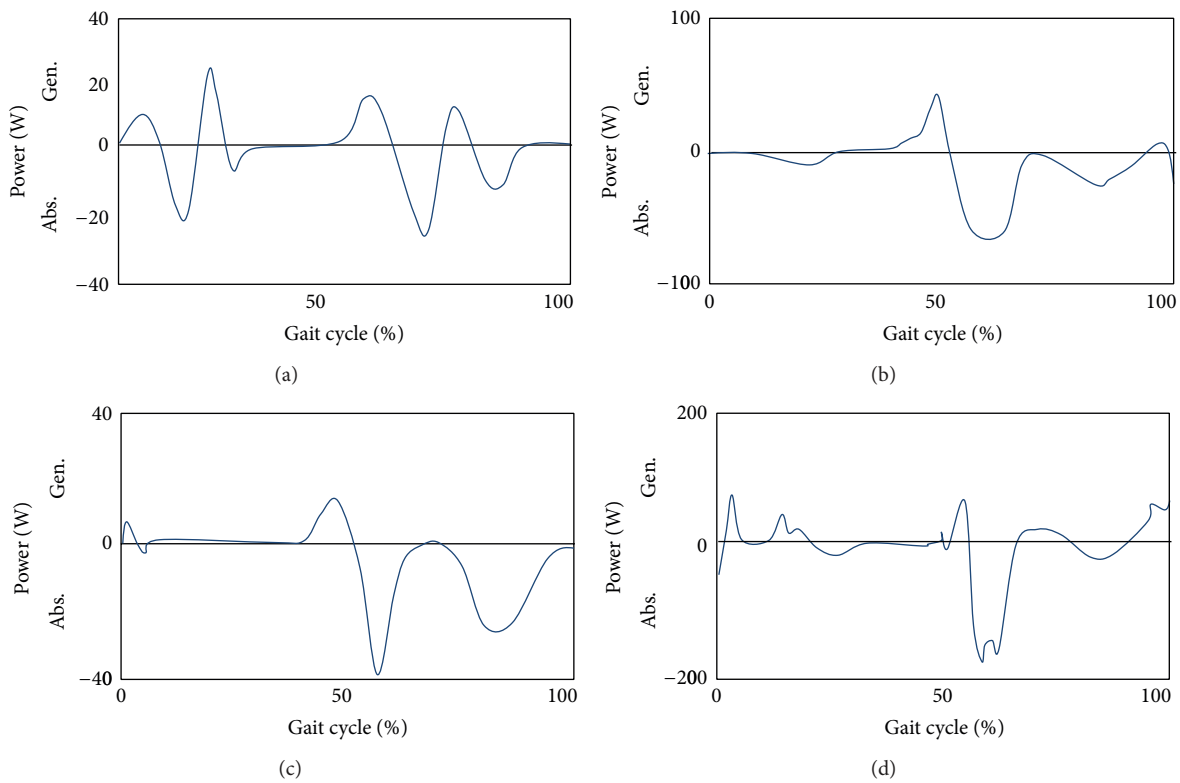 40
20
0
−20
−40
Power (W)
Abs.
Gen.
50
100
Gait cycle (%)
(a)
100
0
−100
Power (W)
Abs.
Gen.
0
50
100
Gait cycle (%)
(b)
40
0
−40
Power (W)
Abs.
Gen.
0
50
100
Gait cycle (%)
(c)
200
0
−200
Power (W)
Abs.
Gen.
0
50
100
Gait cycle (%)
(d)